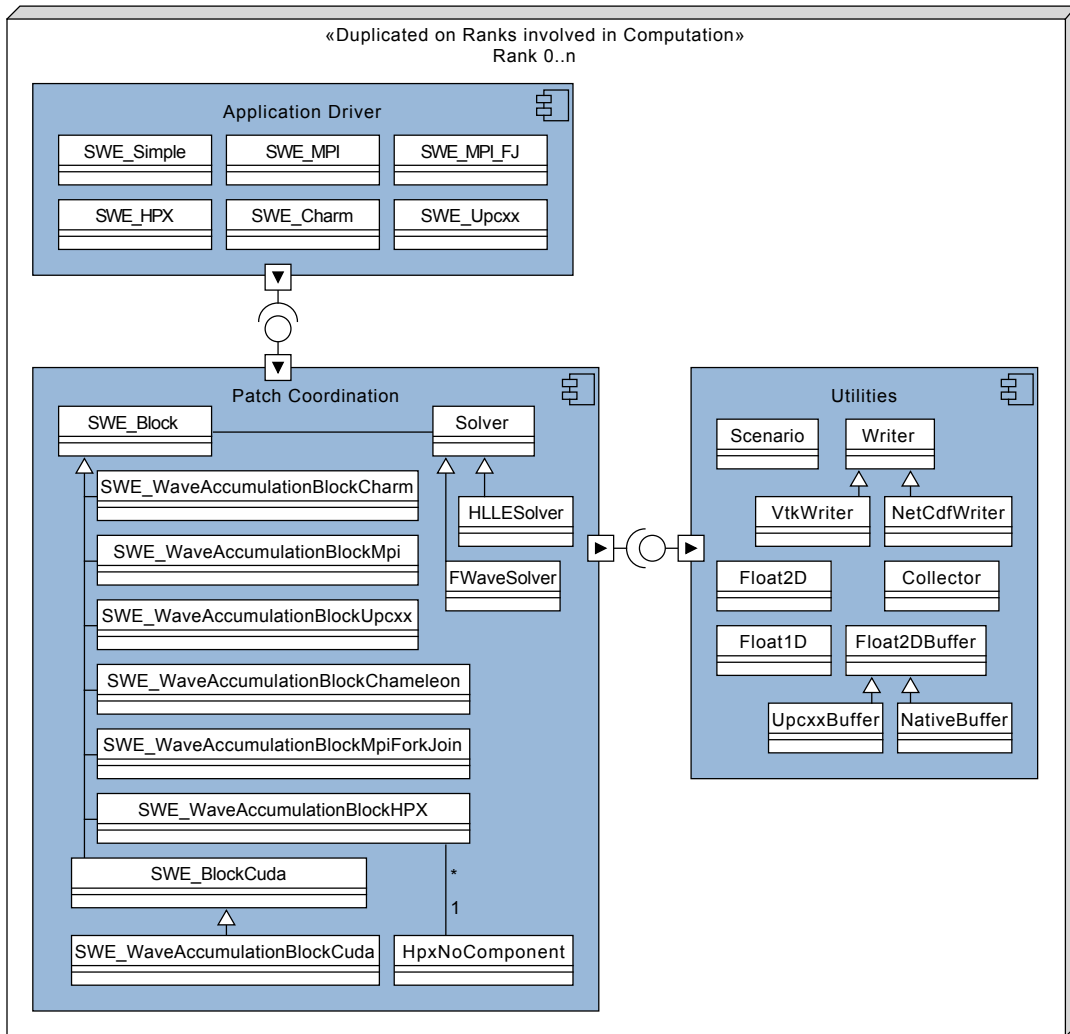 «Duplicated on Ranks involved in Computation»
Rank 0..n
Application Driver
SWE_Simple
SWE_MPI
SWE_MPI_FJ
SWE_HPX
SWE_Charm
SWE_Upcxx
Patch Coordination
SWE_Block
Solver
SWE_WaveAccumulationBlockCharm
HLLESolver
SWE_WaveAccumulationBlockMpi
FWaveSolver
SWE_WaveAccumulationBlockUpcxx
SWE_WaveAccumulationBlockChameleon
SWE_WaveAccumulationBlockMpiForkJoin
SWE_WaveAccumulationBlockHPX
SWE_BlockCuda
*
1
SWE_WaveAccumulationBlockCuda
HpxNoComponent
Utilities
Scenario
Writer
VtkWriter
NetCdfWriter
Float2D
Collector
Float1D
Float2DBuffer
UpcxxBuffer
NativeBuffer